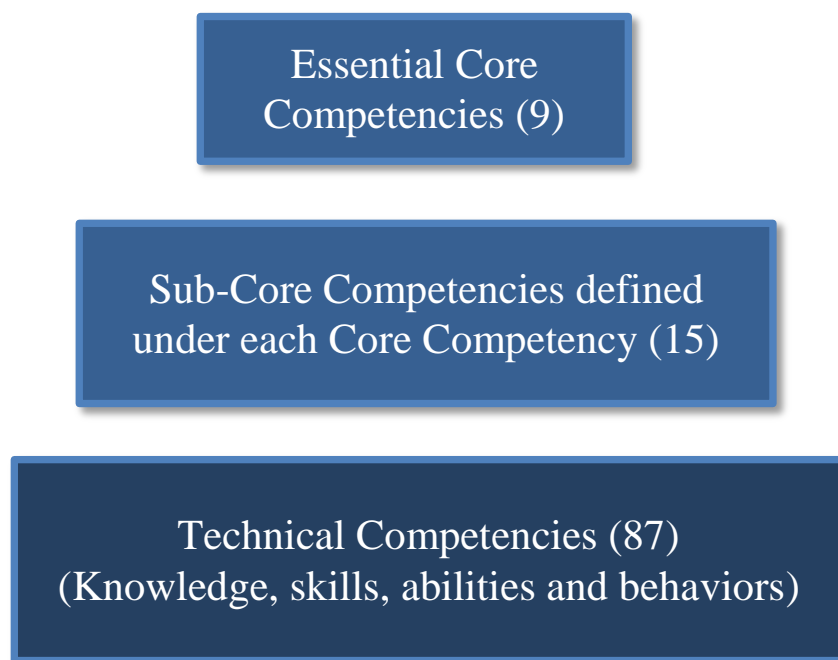 Essential Core
Competencies (9)
Sub-Core Competencies defined
under each Core Competency (15)
Technical Competencies (87)
(Knowledge, skills, abilities and behaviors)